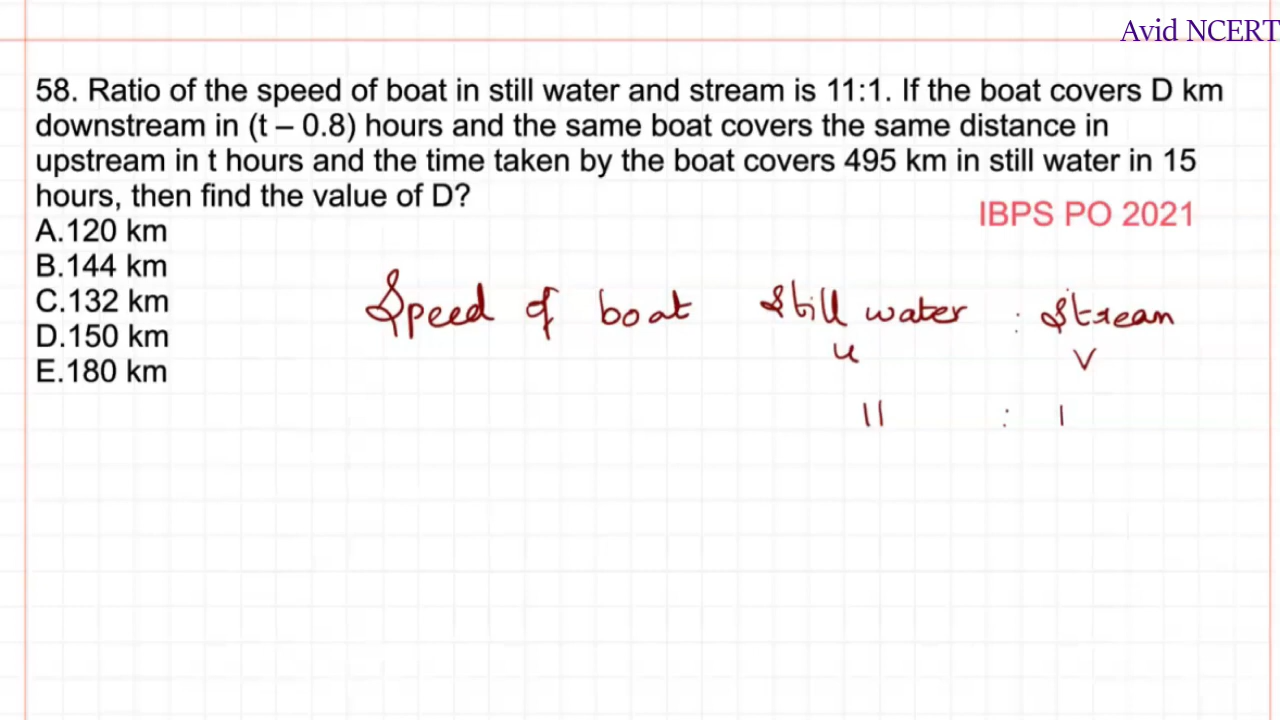 Avid NCERT
58. Ratio of the speed of boat in still water and stream is 11:1. If the boat covers D km
downstream in (t – 0.8) hours and the same boat covers the same distance in
upstream in t hours and the time taken by the boat covers 495 km in still water in 15
hours, then find the value of D?
IBPS PO 2021
A.120 km
B.144 km
C.132 km
D.150 km
E.180 km
Speed of boat Still water : Stream
u v
11 : 1